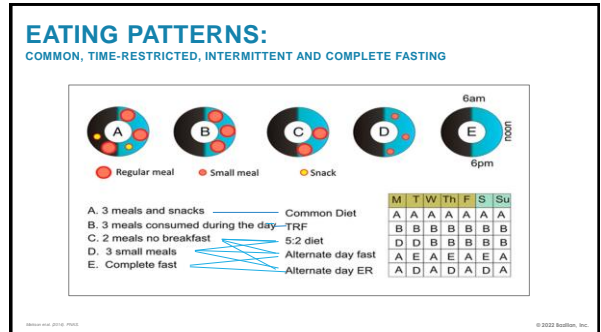 EATING PATTERNS:
COMMON, TIME-RESTRICTED, INTERMITTENT AND COMPLETE FASTING
6am
A B C D E noon
6pm
Regular meal Small meal Snack
A. 3 meals and snacks Common Diet
B. 3 meals consumed during the day TRF
C. 2 meals no breakfast 5:2 diet
D. 3 small meals Alternate day fast
E. Complete fast Alternate day ER
M T W Th F S Su
A A A A A A A
B B B B B B B
D D B B B B B
A E A E A E A
A D A D A D A
© 2022 Basilian, Inc.